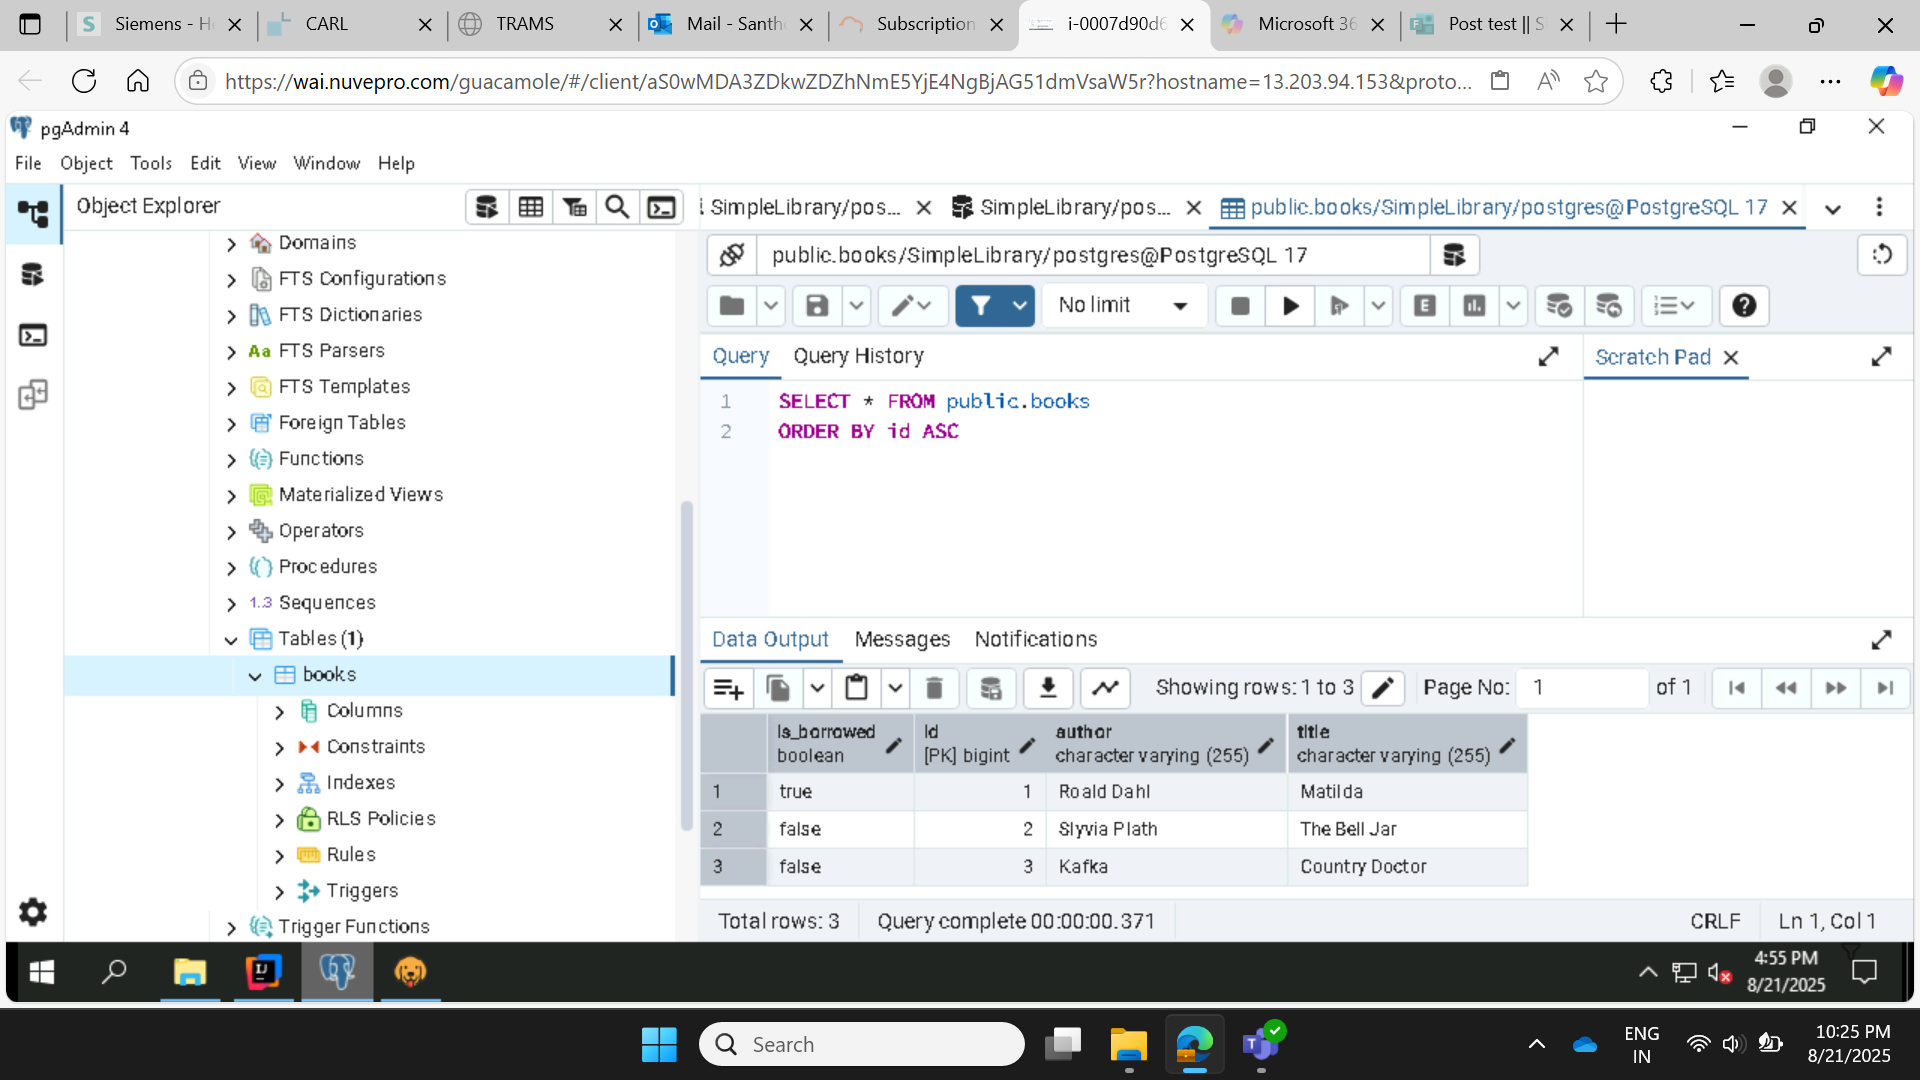 Siemens - H
CARL
TRAMS
Mail - Santh
Subscription
i-0007d90d6
Microsoft 36
Post test || S
https://wai.nuvepro.com/guacamole/#/client/aS0wMDA3ZDkwZDZhNmE5YjE4NgBjAG51dmVsaW5r?hostname=13.203.94.153&proto...
pgAdmin 4
File Object Tools Edit View Window Help
Object Explorer
SimpleLibrary/pos...
SimpleLibrary/pos...
public.books/SimpleLibrary/postgres@PostgreSQL 17
public.books/SimpleLibrary/postgres@PostgreSQL 17
No limit
E
Query
Query History
Scratch Pad
1 SELECT * FROM public.books
2 ORDER BY id ASC
Domains
FTS Configurations
FTS Dictionaries
Aa FTS Parsers
FTS Templates
Foreign Tables
Functions
Materialized Views
Operators
Procedures
1.3 Sequences
Tables (1)
books
Columns
Constraints
Indexes
RLS Policies
Rules
Triggers
Trigger Functions
Data Output
Messages
Notifications
Showing rows: 1 to 3
Page No: 1 of 1
is_borrowed boolean
id [PK] bigint
author character varying (255)
title character varying (255)
1 true 1 Roald Dahl Matilda
2 false 2 Slyvia Plath The Bell Jar
3 false 3 Kafka Country Doctor
Total rows: 3
Query complete 00:00:00.371
CRLF
Ln 1, Col 1
4:55 PM
8/21/2025
Search
ENG
IN
10:25 PM
8/21/2025